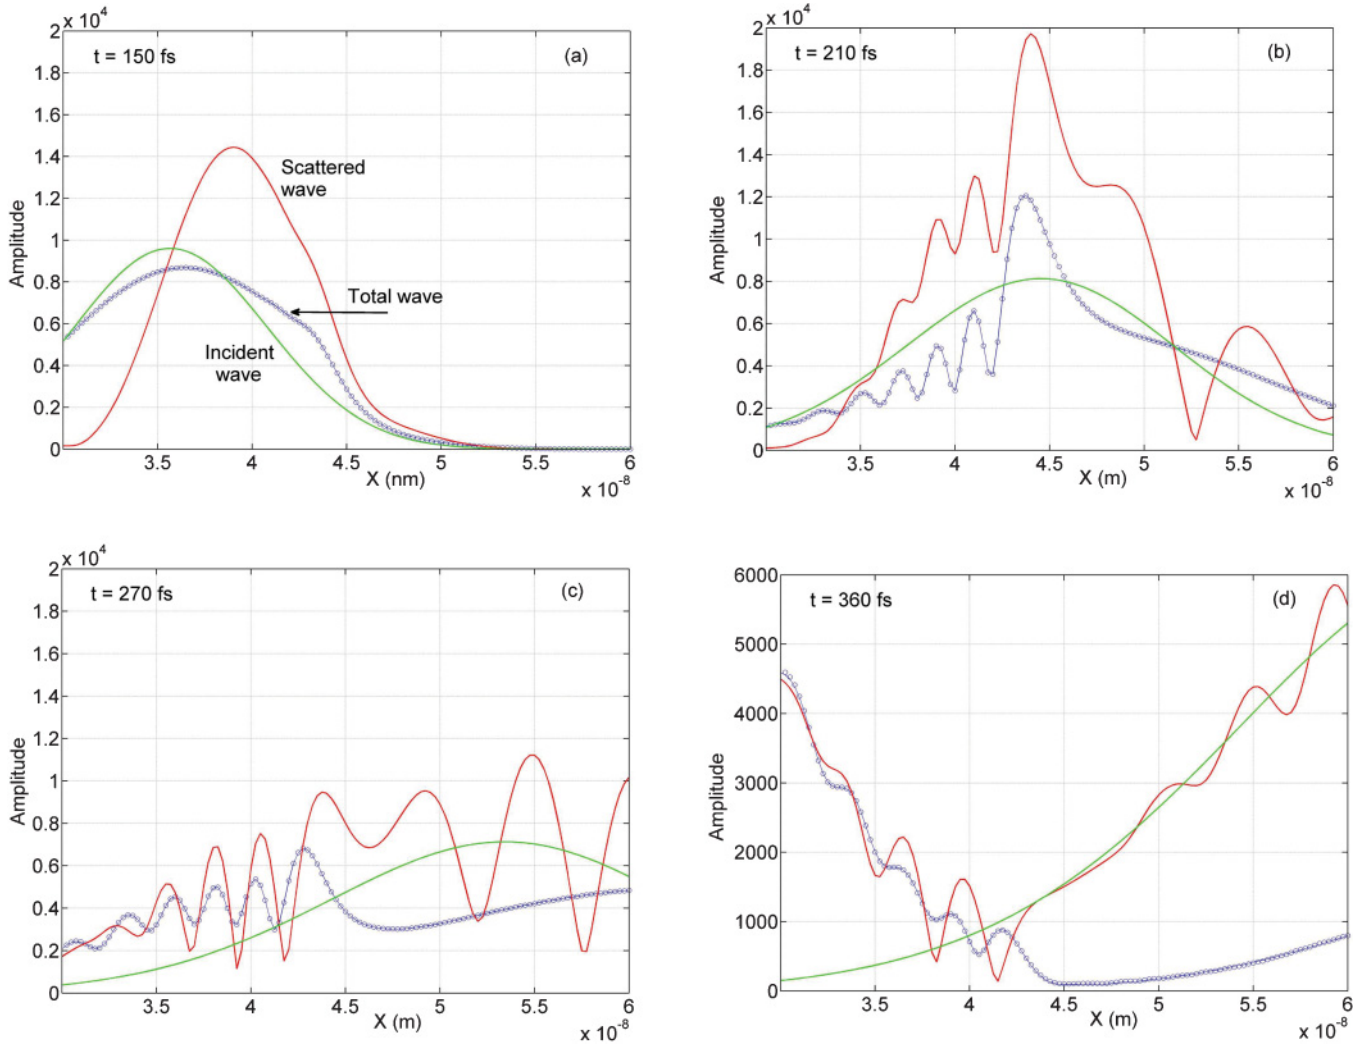 x 10⁴
t = 150 fs
(a)
2
1.8
1.6
1.4
1.2
1
0.8
0.6
0.4
0.2
0
Amplitude
Scattered
wave
Total wave
Incident
wave
3.5 4 4.5 5 5.5 6
X (nm)
x 10⁻⁸
x 10⁴
t = 210 fs
(b)
2
1.8
1.6
1.4
1.2
1
0.8
0.6
0.4
0.2
0
Amplitude
3.5 4 4.5 5 5.5 6
X (m)
x 10⁻⁸
x 10⁴
t = 270 fs
(c)
2
1.8
1.6
1.4
1.2
1
0.8
0.6
0.4
0.2
0
Amplitude
3.5 4 4.5 5 5.5 6
X (m)
x 10⁻⁸
t = 360 fs
(d)
6000
5000
4000
3000
2000
1000
0
Amplitude
3.5 4 4.5 5 5.5 6
X (m)
x 10⁻⁸